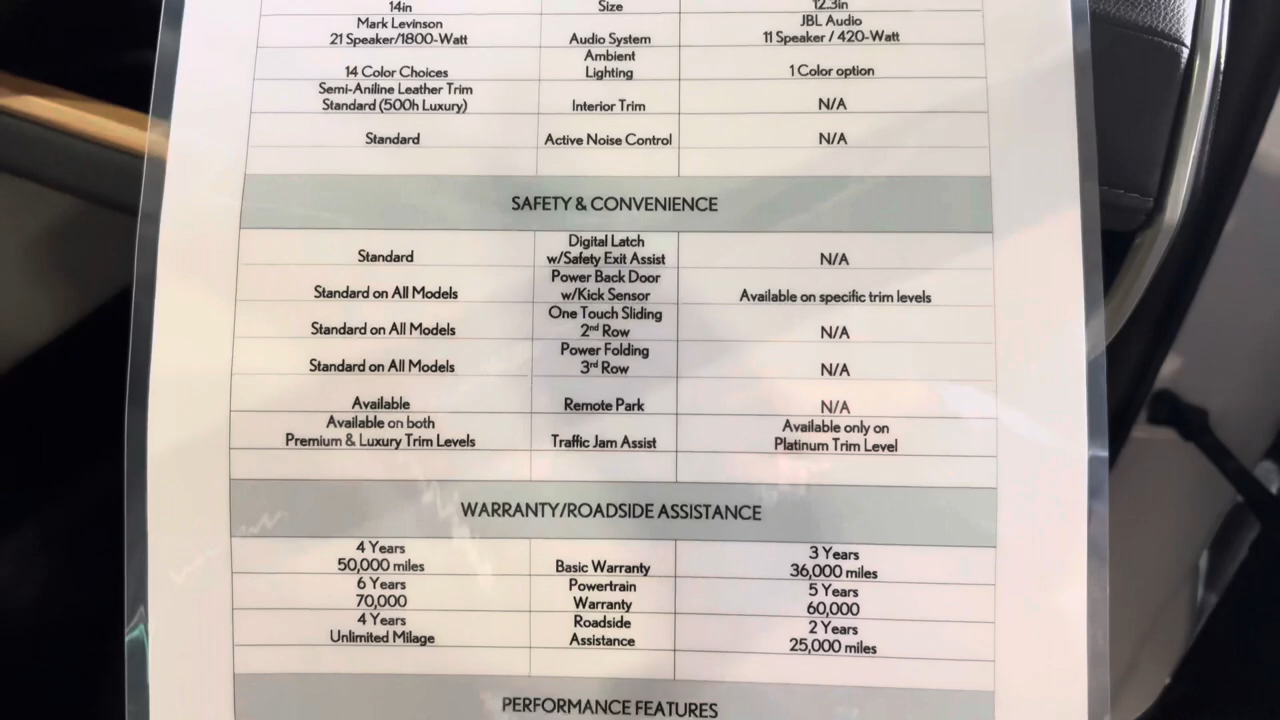 14in Size 12.3in
Mark Levinson JBL Audio
21 Speaker/1800-Watt Audio System 11 Speaker / 420-Watt
Ambient
14 Color Choices Lighting 1 Color option
Semi-Aniline Leather Trim
Standard (500h Luxury) Interior Trim N/A
Standard Active Noise Control N/A
SAFETY & CONVENIENCE
Digital Latch
Standard w/Safety Exit Assist N/A
Power Back Door
Standard on All Models w/Kick Sensor Available on specific trim levels
One Touch Sliding
Standard on All Models 2nd Row N/A
Power Folding
Standard on All Models 3rd Row N/A
Available Remote Park N/A
Available on both Available only on
Premium & Luxury Trim Levels Traffic Jam Assist Platinum Trim Level
WARRANTY/ROADSIDE ASSISTANCE
4 Years 3 Years
50,000 miles Basic Warranty 36,000 miles
6 Years Powertrain 5 Years
70,000 Warranty 60,000
4 Years Roadside 2 Years
Unlimited Milage Assistance 25,000 miles
PERFORMANCE FEATURES